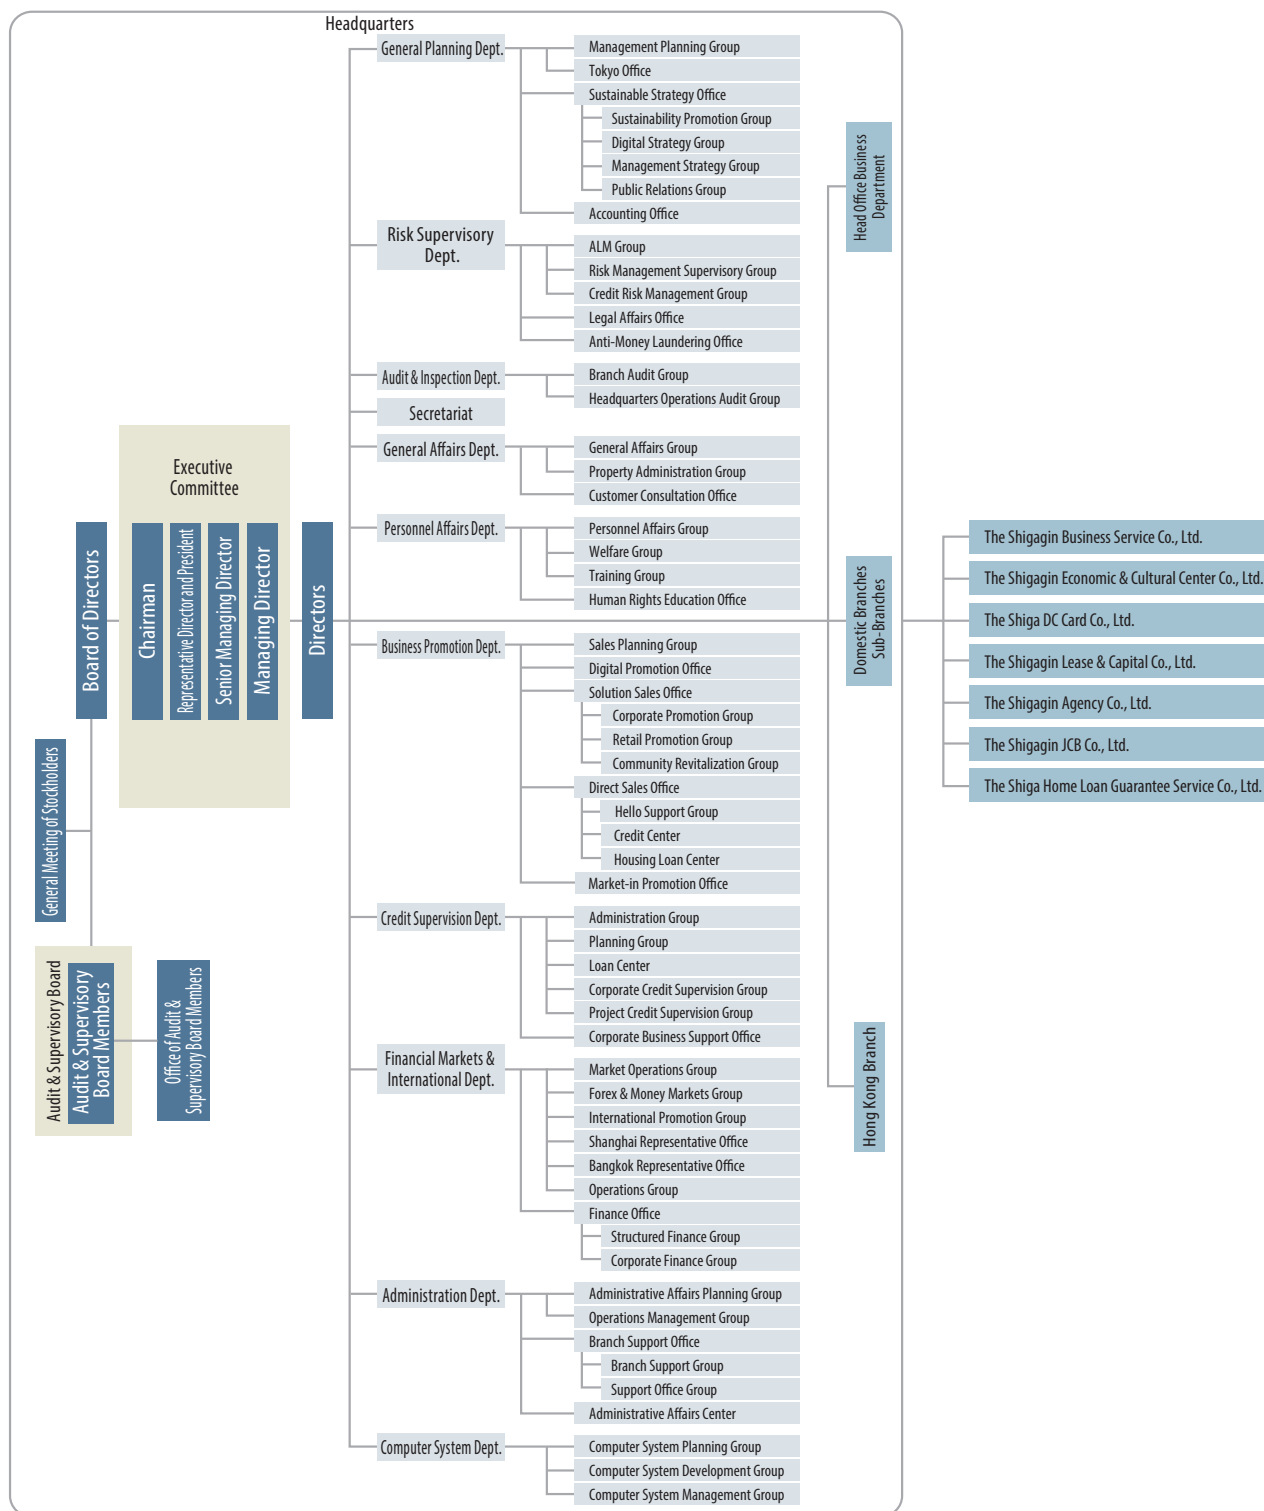 Headquarters
General Planning Dept.
Management Planning Group
Tokyo Office
Sustainable Strategy Office
Sustainability Promotion Group
Digital Strategy Group
Management Strategy Group
Public Relations Group
Accounting Office
Risk Supervisory
Dept.
ALM Group
Risk Management Supervisory Group
Credit Risk Management Group
Legal Affairs Office
Anti-Money Laundering Office
Audit & Inspection Dept.
Branch Audit Group
Headquarters Operations Audit Group
Secretariat
General Affairs Dept.
General Affairs Group
Property Administration Group
Customer Consultation Office
Personnel Affairs Dept.
Personnel Affairs Group
Welfare Group
Training Group
Human Rights Education Office
Business Promotion Dept.
Sales Planning Group
Digital Promotion Office
Solution Sales Office
Corporate Promotion Group
Retail Promotion Group
Community Revitalization Group
Direct Sales Office
Hello Support Group
Credit Center
Housing Loan Center
Market-in Promotion Office
Credit Supervision Dept.
Administration Group
Planning Group
Loan Center
Corporate Credit Supervision Group
Project Credit Supervision Group
Corporate Business Support Office
Financial Markets &
International Dept.
Market Operations Group
Forex & Money Markets Group
International Promotion Group
Shanghai Representative Office
Bangkok Representative Office
Operations Group
Finance Office
Structured Finance Group
Corporate Finance Group
Administration Dept.
Administrative Affairs Planning Group
Operations Management Group
Branch Support Office
Branch Support Group
Support Office Group
Administrative Affairs Center
Computer System Dept.
Computer System Planning Group
Computer System Development Group
Computer System Management Group
Executive
Committee
Board of Directors
Chairman
Representative Director and President
Senior Managing Director
Managing Director
Directors
General Meeting of Stockholders
Audit & Supervisory Board
Audit & Supervisory
Board Members
Office of Audit &
Supervisory Board Members
Head Office Business
Department
Domestic Branches
Sub-Branches
Hong Kong Branch
The Shigagin Business Service Co., Ltd.
The Shigagin Economic & Cultural Center Co., Ltd.
The Shiga DC Card Co., Ltd.
The Shigagin Lease & Capital Co., Ltd.
The Shigagin Agency Co., Ltd.
The Shigagin JCB Co., Ltd.
The Shiga Home Loan Guarantee Service Co., Ltd.